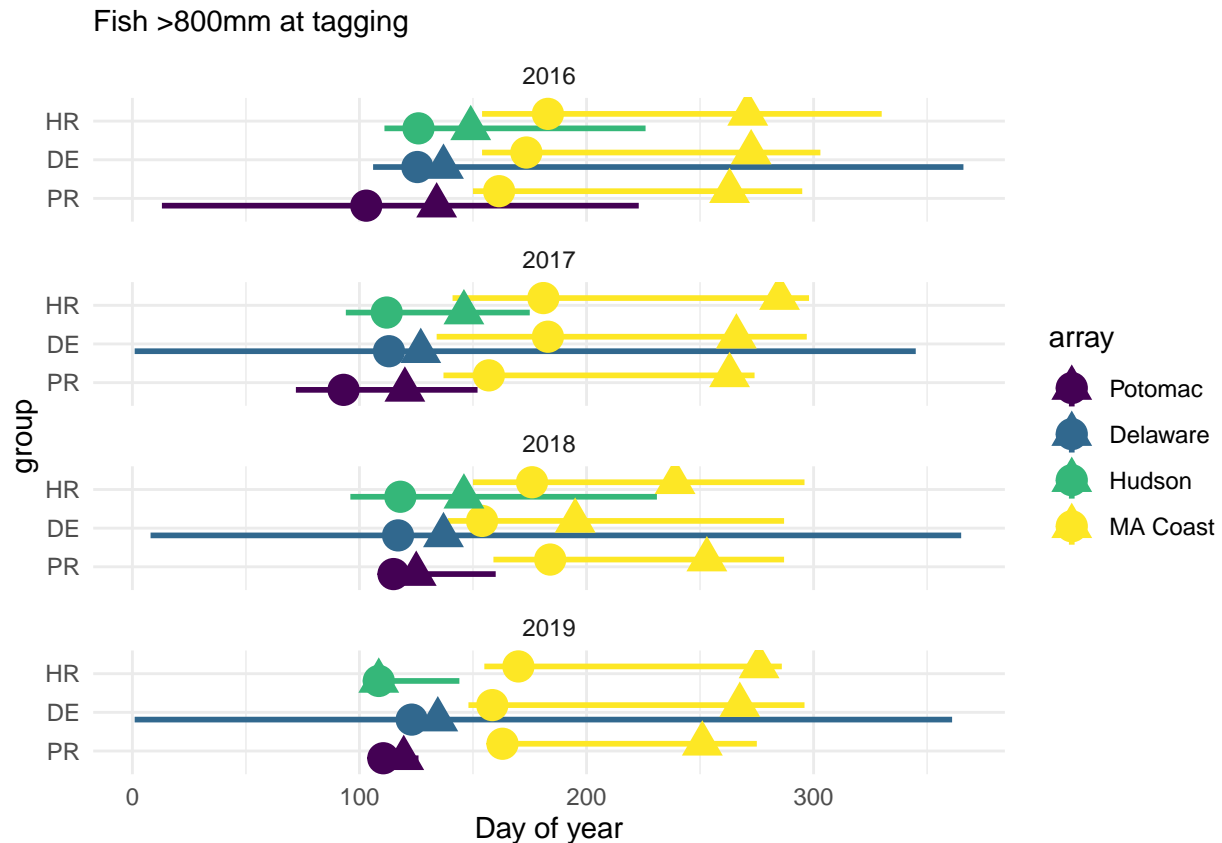 Fish >800mm at tagging
2016
HR
DE
PR
2017
HR
DE
PR
2018
HR
DE
PR
2019
HR
DE
PR
0 100 200 300
Day of year
group
array
Potomac
Delaware
Hudson
MA Coast